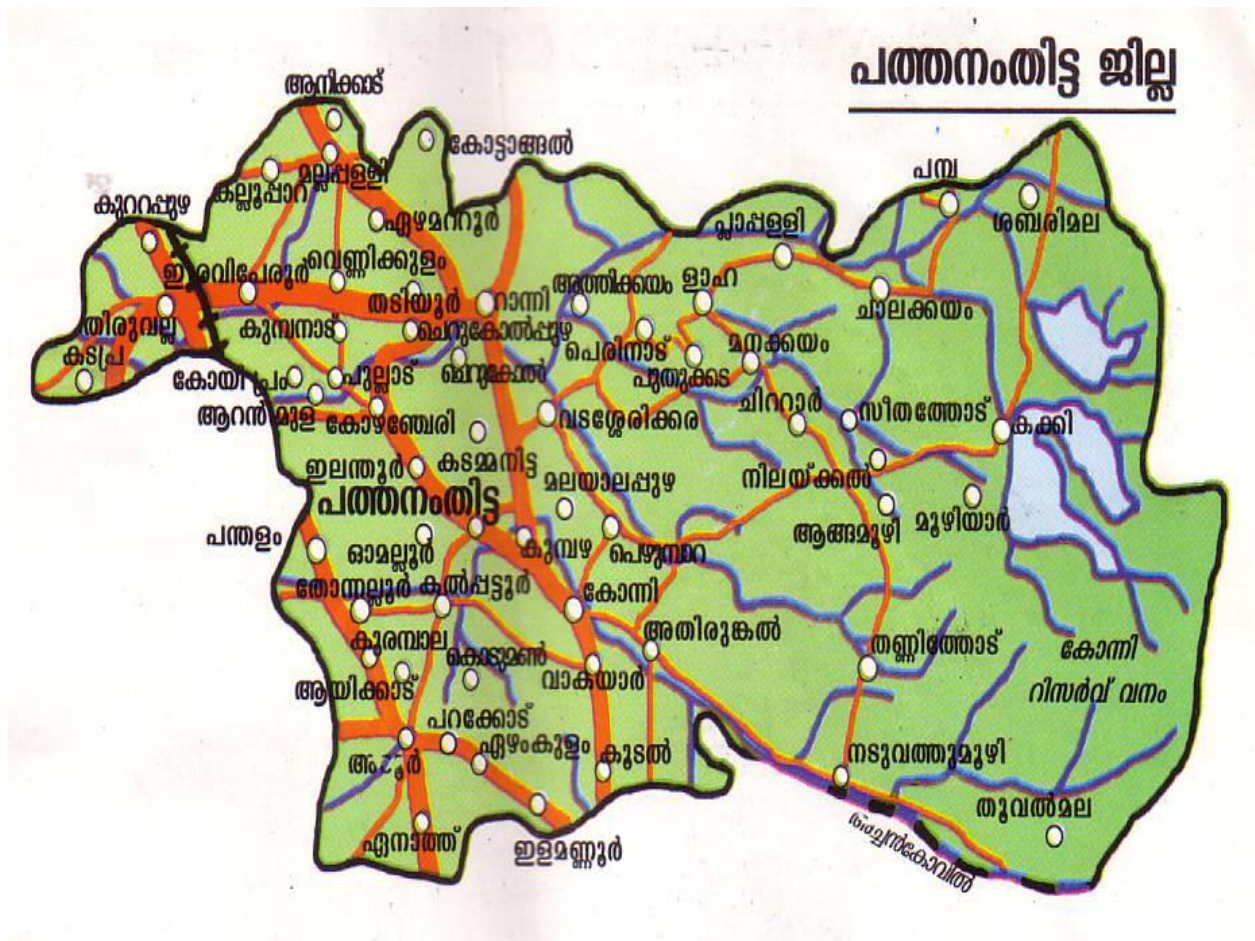 പത്തനംതിട്ട ജില്ല
ആനിക്കാട്
കോട്ടാങ്ങൽ
മല്ലപ്പള്ളി
കല്ലൂപ്പാറ
പമ്പ
കുററപ്പുഴ
ഏഴുമററൂർ
പ്ലാപ്പള്ളി
ശബരിമല
വെണ്ണിക്കുളം
ഇരവിപേരൂർ
അത്തിക്കയം
ളാഹ
തടിയൂർ
റാന്നി
ചാലക്കയം
തിരുവല്ല
കുമ്പനാട്
ചെറുകോൽപ്പുഴ
കടപ്ര
പെരിനാട്
മണക്കയം
കോയിപ്രം
പുല്ലാട്
ചെറുകോൽ
പുതുക്കട
ചിററാർ
സീതത്തോട്
ആറൻമുള
കോഴഞ്ചേരി
വടശ്ശേരിക്കര
കക്കി
ഇലന്തൂർ
കടമ്മനിട്ട
മലയാലപ്പുഴ
നിലയ്ക്കൽ
പത്തനംതിട്ട
ആങ്ങമൂഴി
മൂഴിയാർ
പന്തളം
ഓമല്ലൂർ
കുമ്പഴ
തോന്നല്ലൂർ
കൽപ്പട്ടൂർ
കോന്നി
അതിരുങ്കൽ
കുരമ്പാല
കൊടുമൺ
തണ്ണിത്തോട്
കോന്നി
റിസർവ് വനം
ആയിക്കാട്
വാകയാർ
പറക്കോട്
ഏഴംകുളം
കൂടൽ
നടുവത്തുമൂഴി
അടൂർ
തൂവൽമല
ഏനാത്ത്
ഇളമണ്ണൂർ
അച്ചൻകോവിൽ